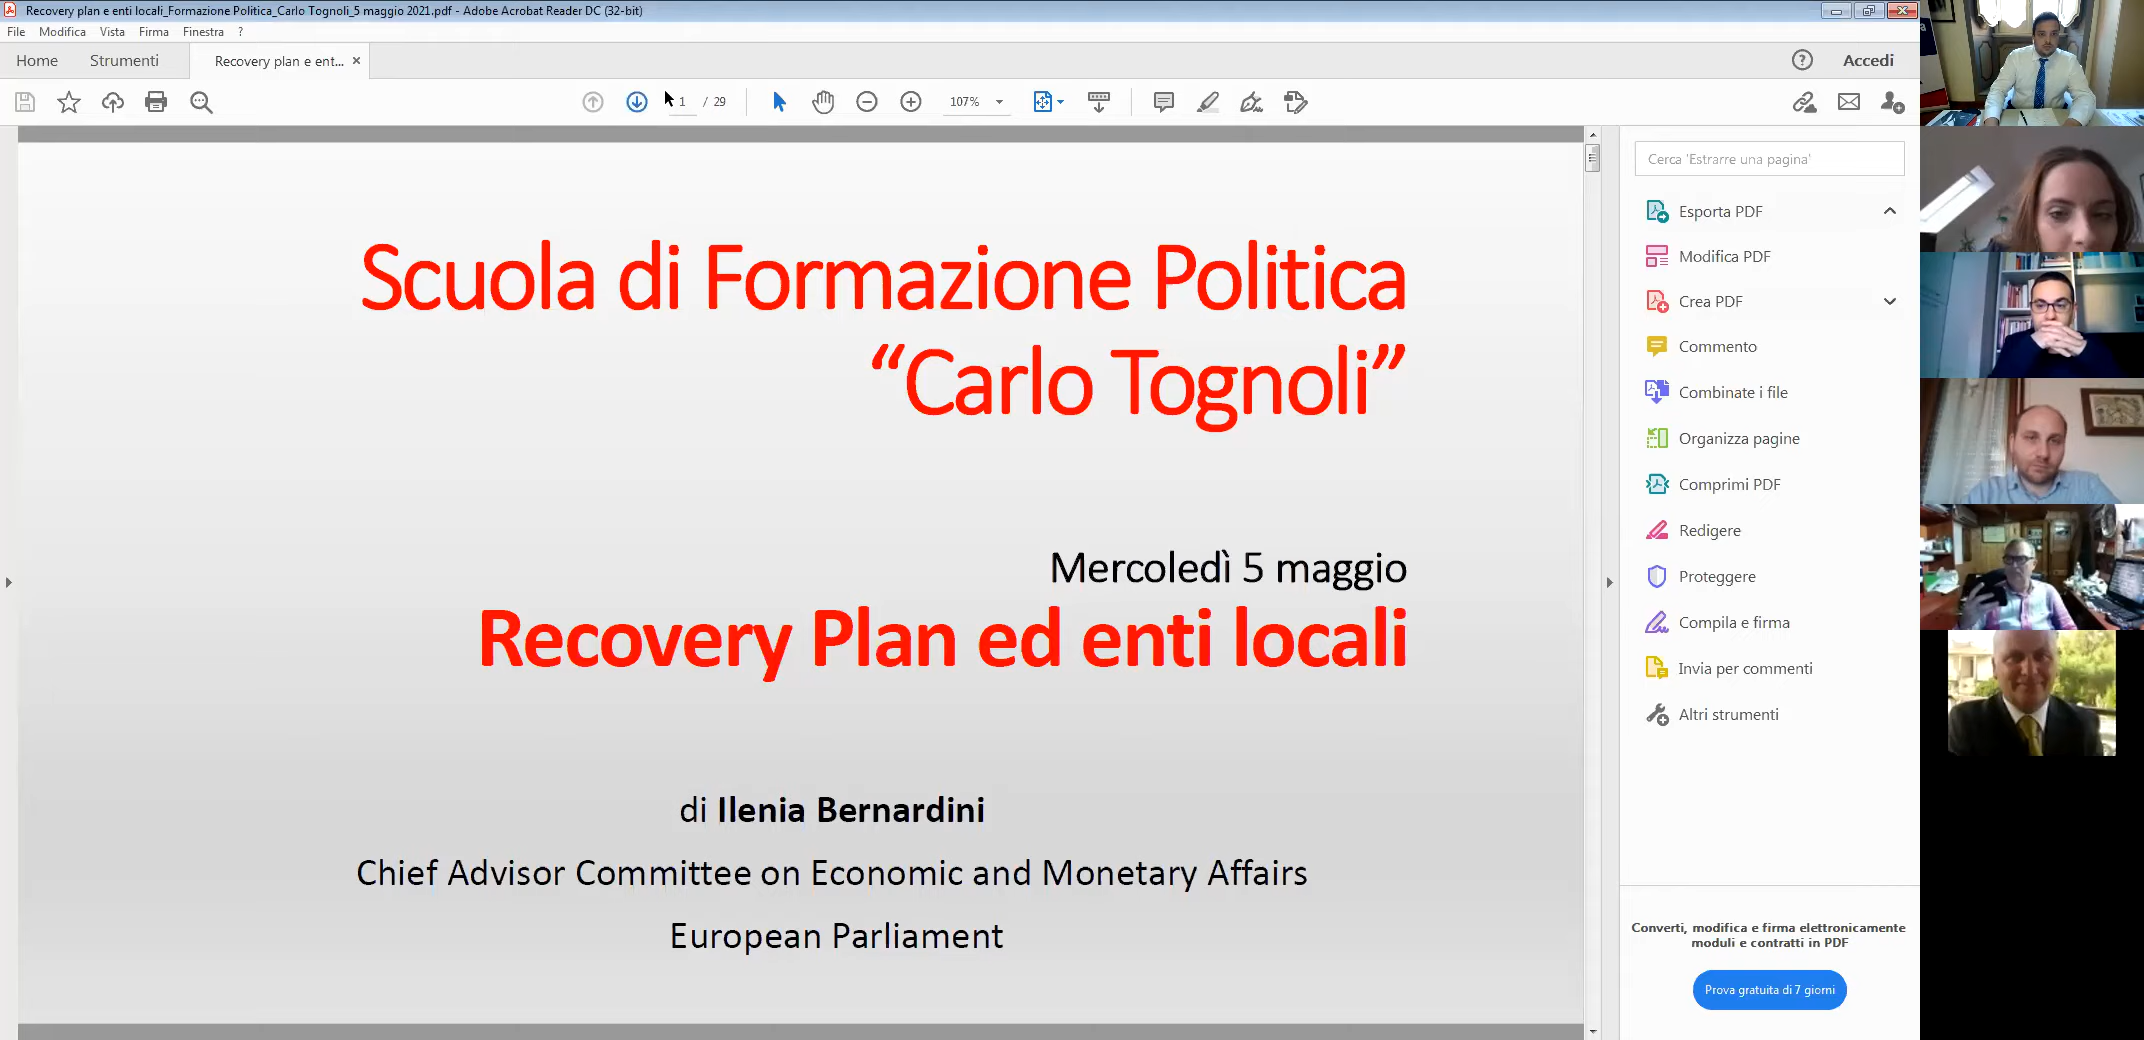 Recovery plan e enti locali_Formazione Politica_Carlo Tognoli_5 maggio 2021.pdf - Adobe Acrobat Reader DC (32-bit)
File Modifica Vista Firma Finestra ?
Home Strumenti Recovery plan e ent... × ? Accedi
1 / 29 107%
Scuola di Formazione Politica
“Carlo Tognoli”
Mercoledì 5 maggio
Recovery Plan ed enti locali
di Ilenia Bernardini
Chief Advisor Committee on Economic and Monetary Affairs
European Parliament
Cerca 'Estrarre una pagina'
Esporta PDF
Modifica PDF
Crea PDF
Commento
Combinate i file
Organizza pagine
Comprimi PDF
Redigere
Proteggere
Compila e firma
Invia per commenti
Altri strumenti
Converti, modifica e firma elettronicamente
moduli e contratti in PDF
Prova gratuita di 7 giorni